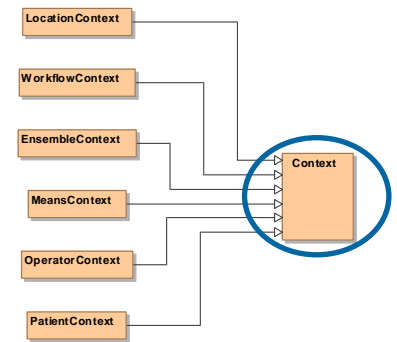 LocationContext
WorkflowContext
EnsembleContext
Context
MeansContext
OperatorContext
PatientContext